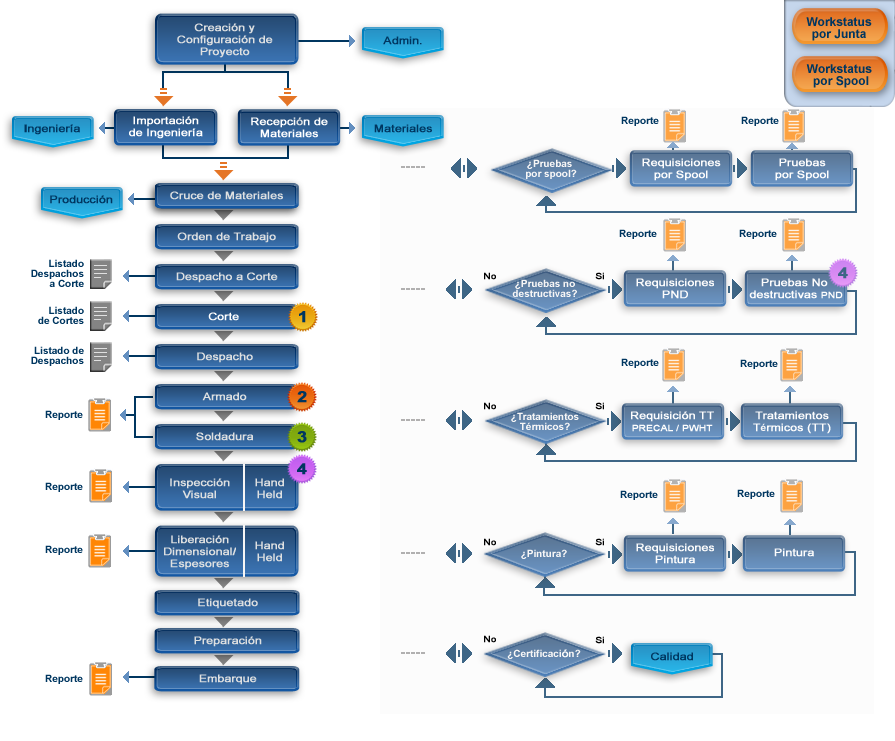 Creación y
Configuración de
Proyecto
Admin.
Workstatus
por Junta
Workstatus
por Spool
Ingeniería
Importación
de Ingeniería
Recepción de
Materiales
Materiales
Producción
Cruce de Materiales
Orden de Trabajo
Listado
Despachos
a Corte
Despacho a Corte
Listado
de Cortes
Corte
1
Listado de
Despachos
Despacho
Reporte
Armado
2
Soldadura
3
Reporte
Inspección
Visual
Hand
Held
4
Reporte
Liberación
Dimensional/
Espesores
Hand
Held
Etiquetado
Preparación
Reporte
Embarque
Reporte
Reporte
-----
¿Pruebas
por spool?
Requisiciones
por Spool
Pruebas
por Spool
Reporte
Reporte
-----
No
¿Pruebas no
destructivas?
Si
Requisiciones
PND
Pruebas No
destructivas PND
4
Reporte
Reporte
-----
No
¿Tratamientos
Térmicos?
Si
Requisición TT
PRECAL / PWHT
Tratamientos
Térmicos (TT)
Reporte
Reporte
-----
No
¿Pintura?
Si
Requisiciones
Pintura
Pintura
-----
No
¿Certificación?
Si
Calidad